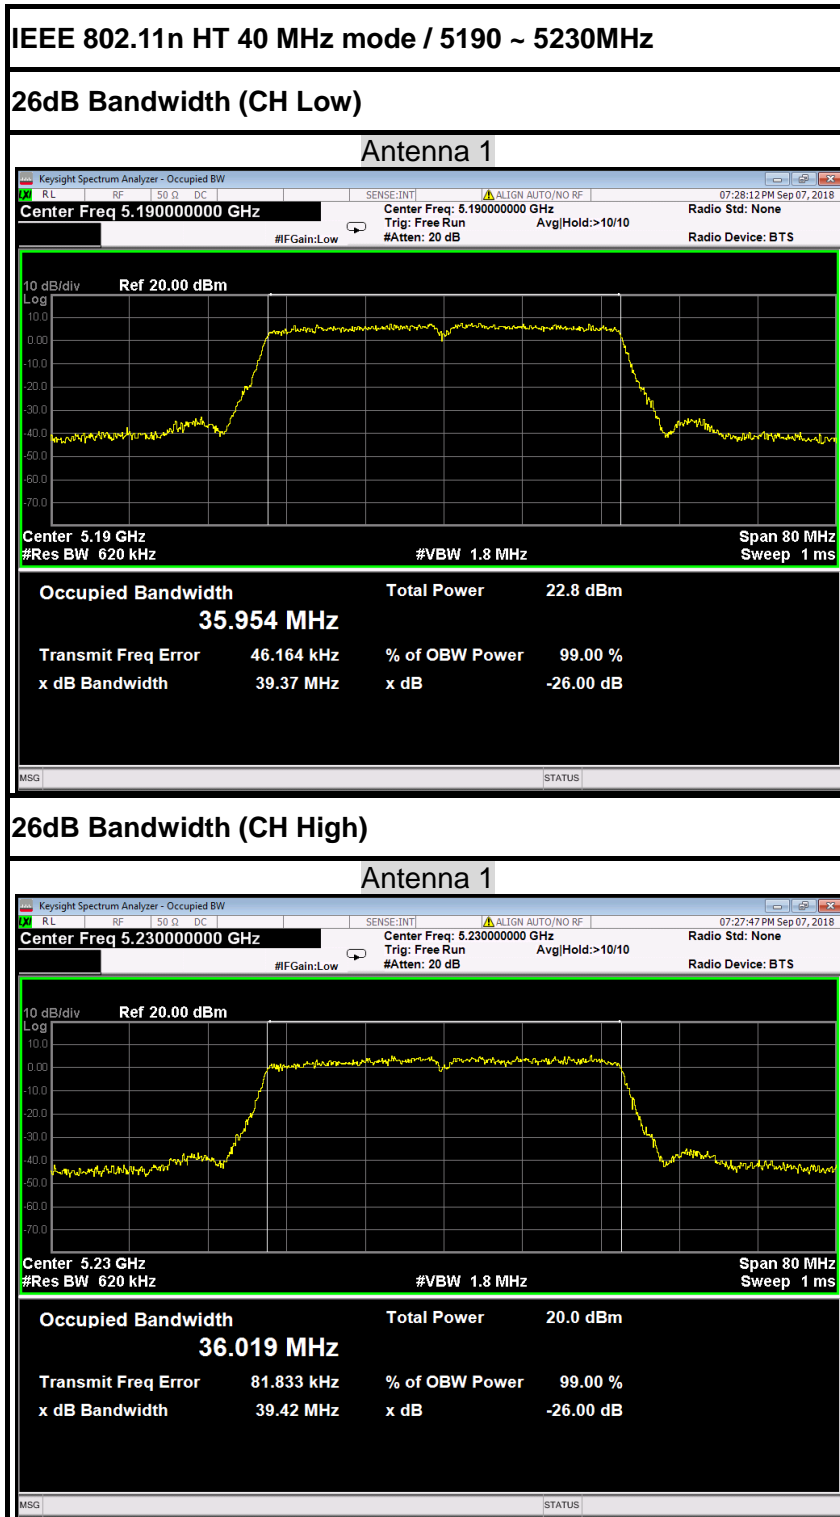 IEEE 802.11n HT 40 MHz mode / 5190 ~ 5230MHz
26dB Bandwidth (CH Low)
Antenna 1
Keysight Spectrum Analyzer - Occupied BW
LXI RL RF 50 Ω DC SENSE:INT ALIGN AUTO/NO RF 07:28:12 PM Sep 07, 2018
Center Freq 5.190000000 GHz Center Freq: 5.190000000 GHz Radio Std: None
Trig: Free Run Avg|Hold:>10/10
#IFGain:Low #Atten: 20 dB Radio Device: BTS
10 dB/div Ref 20.00 dBm
Log
10.0
0.00
-10.0
-20.0
-30.0
-40.0
-50.0
-60.0
-70.0
Center 5.19 GHz Span 80 MHz
#Res BW 620 kHz #VBW 1.8 MHz Sweep 1 ms
Occupied Bandwidth Total Power 22.8 dBm
35.954 MHz
Transmit Freq Error 46.164 kHz % of OBW Power 99.00 %
x dB Bandwidth 39.37 MHz x dB -26.00 dB
MSG STATUS
26dB Bandwidth (CH High)
Antenna 1
Keysight Spectrum Analyzer - Occupied BW
LXI RL RF 50 Ω DC SENSE:INT ALIGN AUTO/NO RF 07:27:47 PM Sep 07, 2018
Center Freq 5.230000000 GHz Center Freq: 5.230000000 GHz Radio Std: None
Trig: Free Run Avg|Hold:>10/10
#IFGain:Low #Atten: 20 dB Radio Device: BTS
10 dB/div Ref 20.00 dBm
Log
10.0
0.00
-10.0
-20.0
-30.0
-40.0
-50.0
-60.0
-70.0
Center 5.23 GHz Span 80 MHz
#Res BW 620 kHz #VBW 1.8 MHz Sweep 1 ms
Occupied Bandwidth Total Power 20.0 dBm
36.019 MHz
Transmit Freq Error 81.833 kHz % of OBW Power 99.00 %
x dB Bandwidth 39.42 MHz x dB -26.00 dB
MSG STATUS